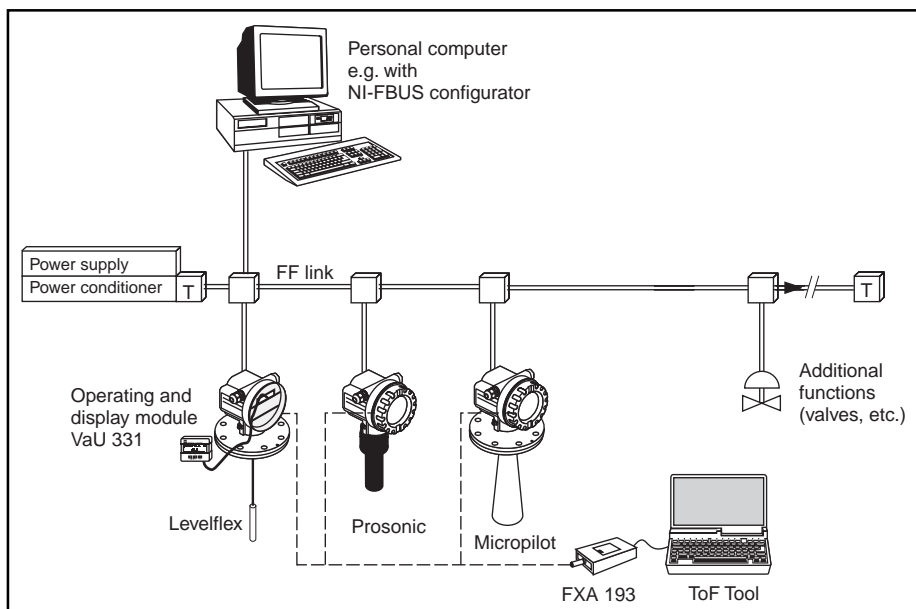 Personal computer
e.g. with
NI-FBUS configurator
Power supply
Power conditioner
T
FF link
T
Operating and
display module
VaU 331
Additional
functions
(valves, etc.)
Levelflex
Prosonic
Micropilot
FXA 193
ToF Tool